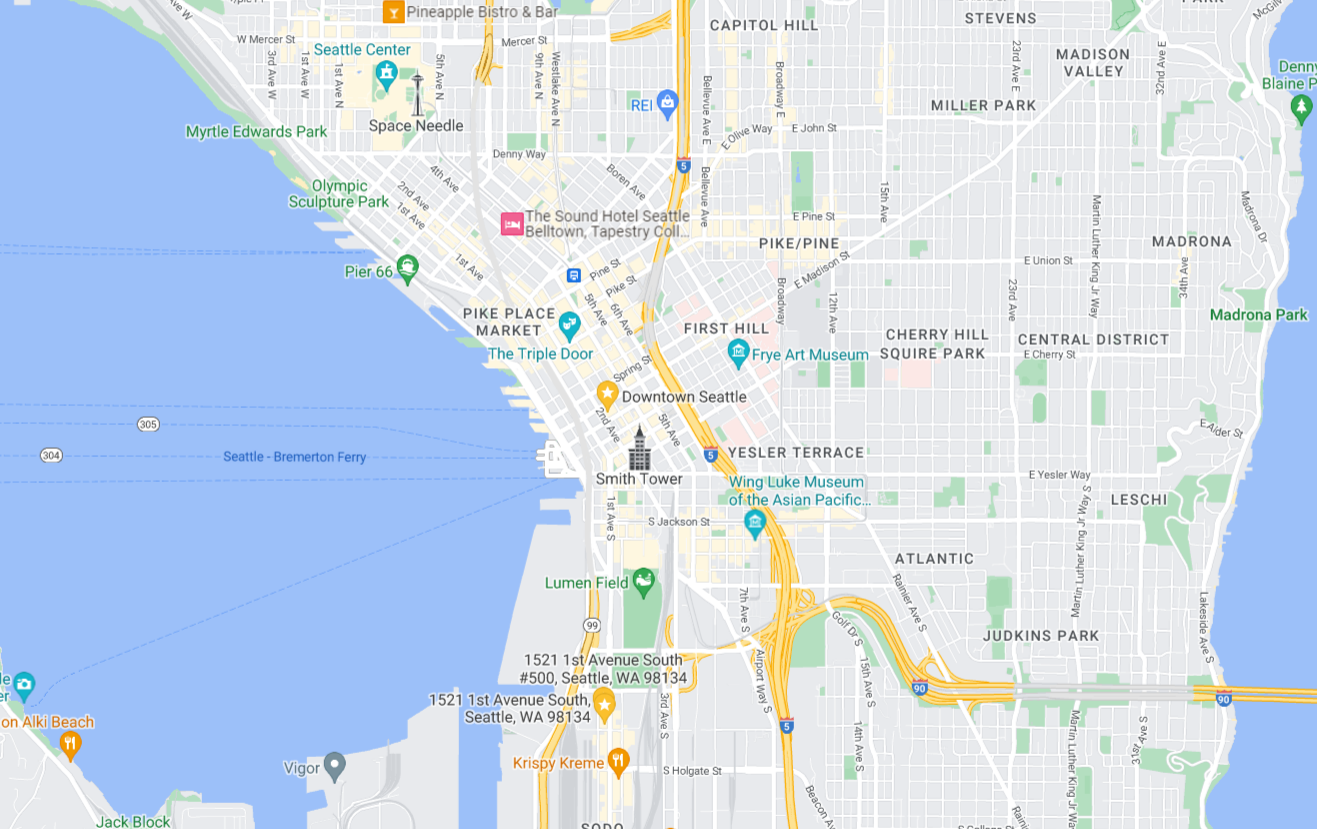 Pineapple Bistro & Bar
W Mercer St
Mercer St
Seattle Center
3rd Ave W
1st Ave W
1st Ave N
5th Ave N
9th Ave N
Westlake Ave N
Space Needle
REI
CAPITOL HILL
STEVENS
PARK
MADISON
VALLEY
23rd Ave E
32nd Ave E
MILLER PARK
Denny
Blaine P
Bellevue Ave E
Broadway E
E Olive Way
E John St
Myrtle Edwards Park
Denny Way
5
Boren Ave
4th Ave
2nd Ave
1st Ave
Olympic
Sculpture Park
Bellevue Ave
15th Ave
E Pine St
The Sound Hotel Seattle
Belltown, Tapestry Coll...
PIKE/PINE
Martin Luther King Jr Way
Madrona Dr
MADRONA
E Union St
34th Ave
E Madison St
Pier 66
1st Ave
Pine St
Pike St
5th Ave
6th Ave
Broadway
12th Ave
23rd Ave
PIKE PLACE
MARKET
The Triple Door
FIRST HILL
Frye Art Museum
CHERRY HILL
SQUIRE PARK
CENTRAL DISTRICT
E Cherry St
Madrona Park
Spring St
Downtown Seattle
2nd Ave
5th Ave
305
304
Seattle - Bremerton Ferry
Smith Tower
5
YESLER TERRACE
E Alder St
E Yesler Way
Wing Luke Museum
of the Asian Pacific...
LESCHI
1st Ave S
S Jackson St
Martin Luther King Jr Way S
ATLANTIC
Lumen Field
7th Ave S
Rainier Ave S
Lakeside Ave S
99
Golf Dr S
JUDKINS PARK
1521 1st Avenue South
#500, Seattle, WA 98134
Airport Way S
15th Ave S
90
90
1521 1st Avenue South,
Seattle, WA 98134
3rd Ave S
5
14th Ave S
Martin Luther King Jr Way S
31st Ave S
on Alki Beach
Vigor
Krispy Kreme
S Holgate St
Beacon Av
Jack Block
SODO